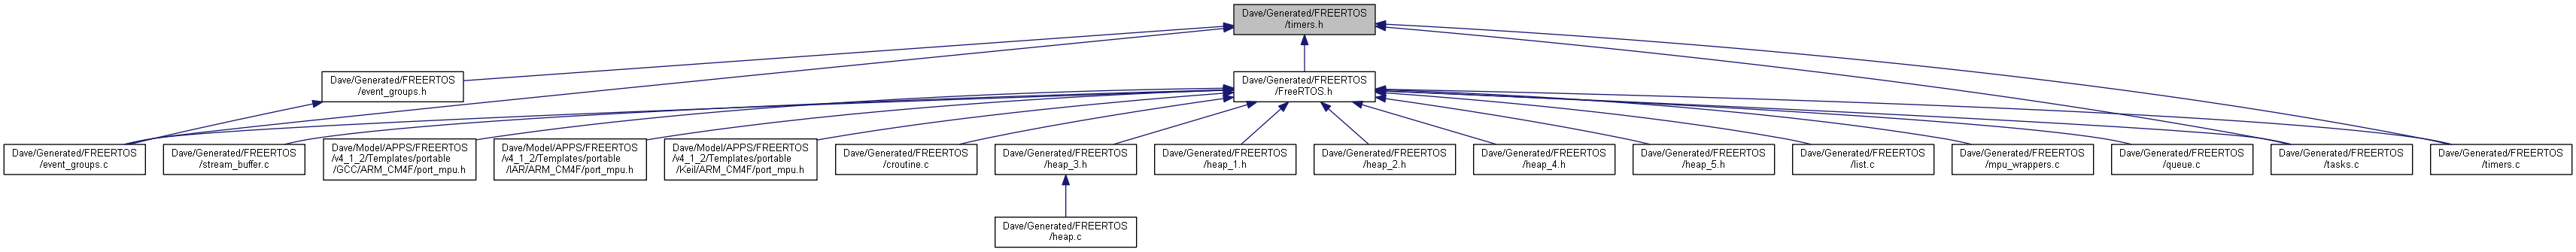 Dave/Generated/FREERTOS
/timers.h
Dave/Generated/FREERTOS
/event_groups.h
Dave/Generated/FREERTOS
/FreeRTOS.h
Dave/Generated/FREERTOS
/event_groups.c
Dave/Generated/FREERTOS
/stream_buffer.c
Dave/Model/APPS/FREERTOS
/v4_1_2/Templates/portable
/GCC/ARM_CM4F/port_mpu.h
Dave/Model/APPS/FREERTOS
/v4_1_2/Templates/portable
/IAR/ARM_CM4F/port_mpu.h
Dave/Model/APPS/FREERTOS
/v4_1_2/Templates/portable
/Keil/ARM_CM4F/port_mpu.h
Dave/Generated/FREERTOS
/croutine.c
Dave/Generated/FREERTOS
/heap_3.h
Dave/Generated/FREERTOS
/heap_1.h
Dave/Generated/FREERTOS
/heap_2.h
Dave/Generated/FREERTOS
/heap_4.h
Dave/Generated/FREERTOS
/heap_5.h
Dave/Generated/FREERTOS
/list.c
Dave/Generated/FREERTOS
/mpu_wrappers.c
Dave/Generated/FREERTOS
/queue.c
Dave/Generated/FREERTOS
/tasks.c
Dave/Generated/FREERTOS
/timers.c
Dave/Generated/FREERTOS
/heap.c